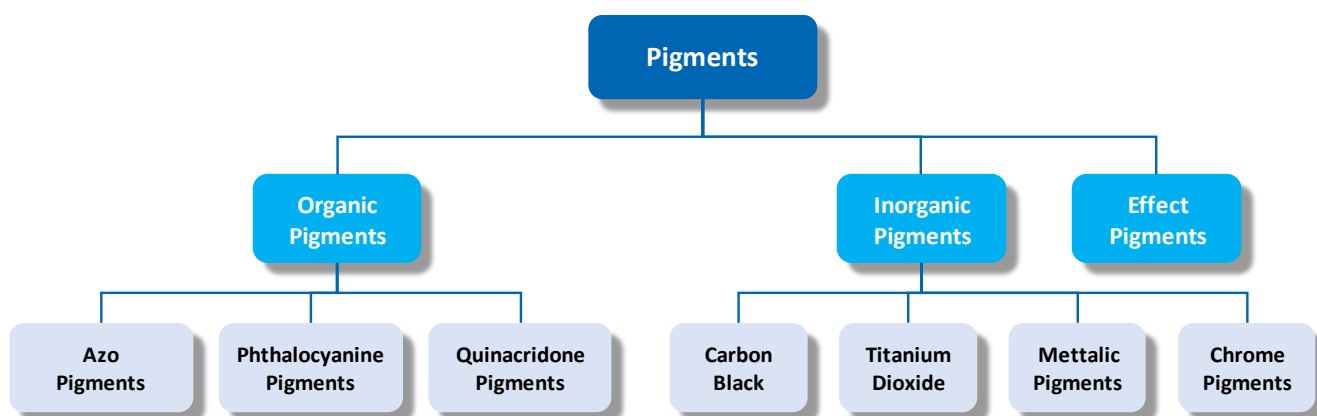 Pigments
Organic
Pigments
Inorganic
Pigments
Effect
Pigments
Azo
Pigments
Phthalocyanine
Pigments
Quinacridone
Pigments
Carbon
Black
Titanium
Dioxide
Mettalic
Pigments
Chrome
Pigments